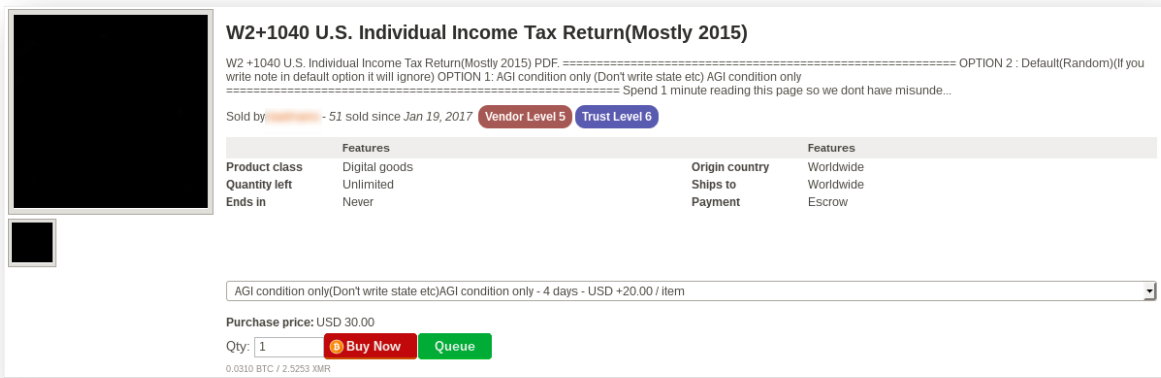 W2+1040 U.S. Individual Income Tax Return(Mostly 2015)
W2 +1040 U.S. Individual Income Tax Return(Mostly 2015) PDF. ======================================================== OPTION 2 : Default(Random)(If you
write note in default option it will ignore) OPTION 1: AGI condition only (Don't write state etc) AGI condition only
======================================================== Spend 1 minute reading this page so we dont have misunde...
Sold by - 51 sold since Jan 19, 2017 Vendor Level 5 Trust Level 6
Features Features
Product class Digital goods Origin country Worldwide
Quantity left Unlimited Ships to Worldwide
Ends in Never Payment Escrow
AGI condition only(Don't write state etc)AGI condition only - 4 days - USD +20.00 / item
Purchase price: USD 30.00
Qty: 1 Buy Now Queue
0.0310 BTC / 2.5253 XMR